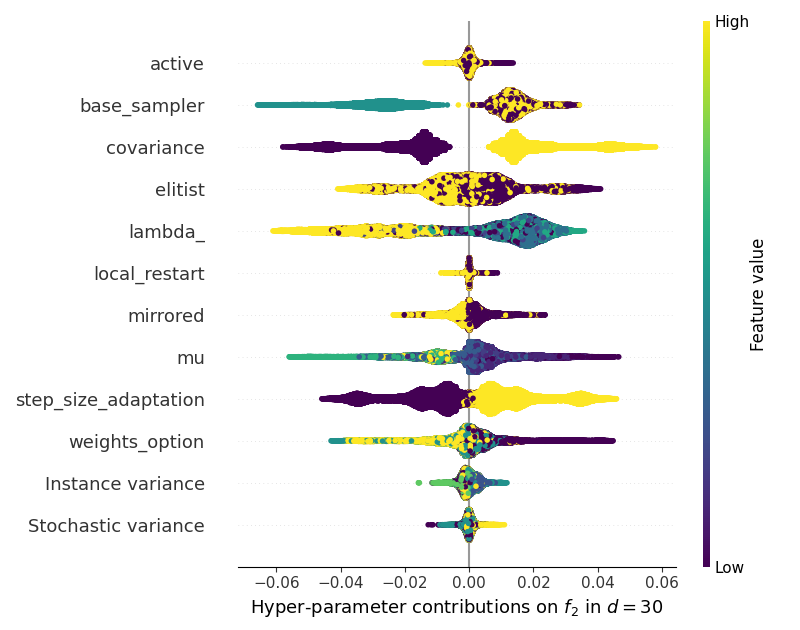 High
active
base_sampler
covariance
elitist
lambda_
local_restart
mirrored
mu
step_size_adaptation
weights_option
Instance variance
Stochastic variance
Feature value
Low
−0.06 −0.04 −0.02 0.00 0.02 0.04 0.06
Hyper-parameter contributions on f₂ in d = 30